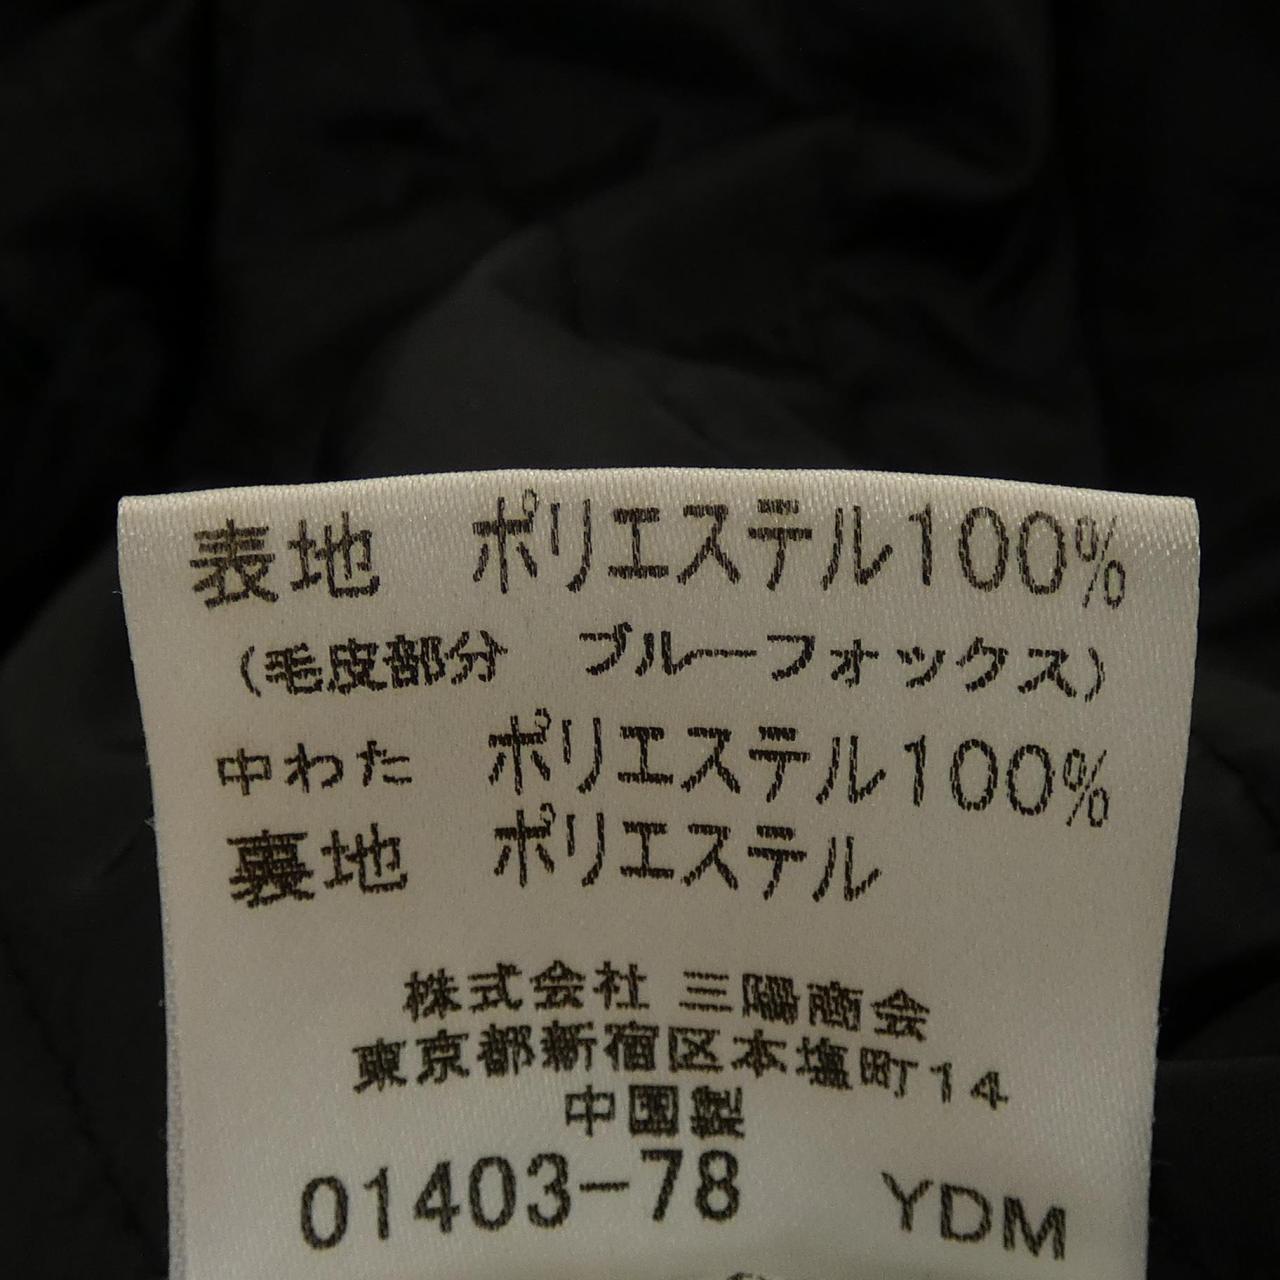 表地　ポリエステル100%
(毛皮部分　ブルーフォックス)
中わた　ポリエステル100%
裏地　ポリエステル
株式会社 三陽商会
東京都新宿区本塩町14
中国製
01403-78　YDM